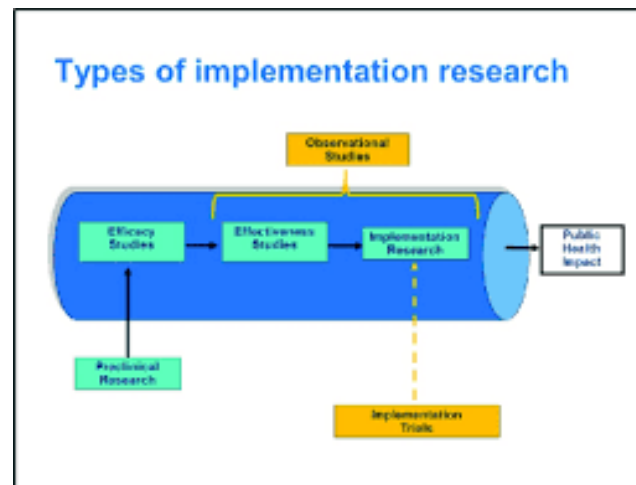 Types of implementation research
Observational
Studies
Efficacy
Studies
Effectiveness
Studies
Implementation
Research
Public
Health
Impact
Preclinical
Research
Implementation
Trials